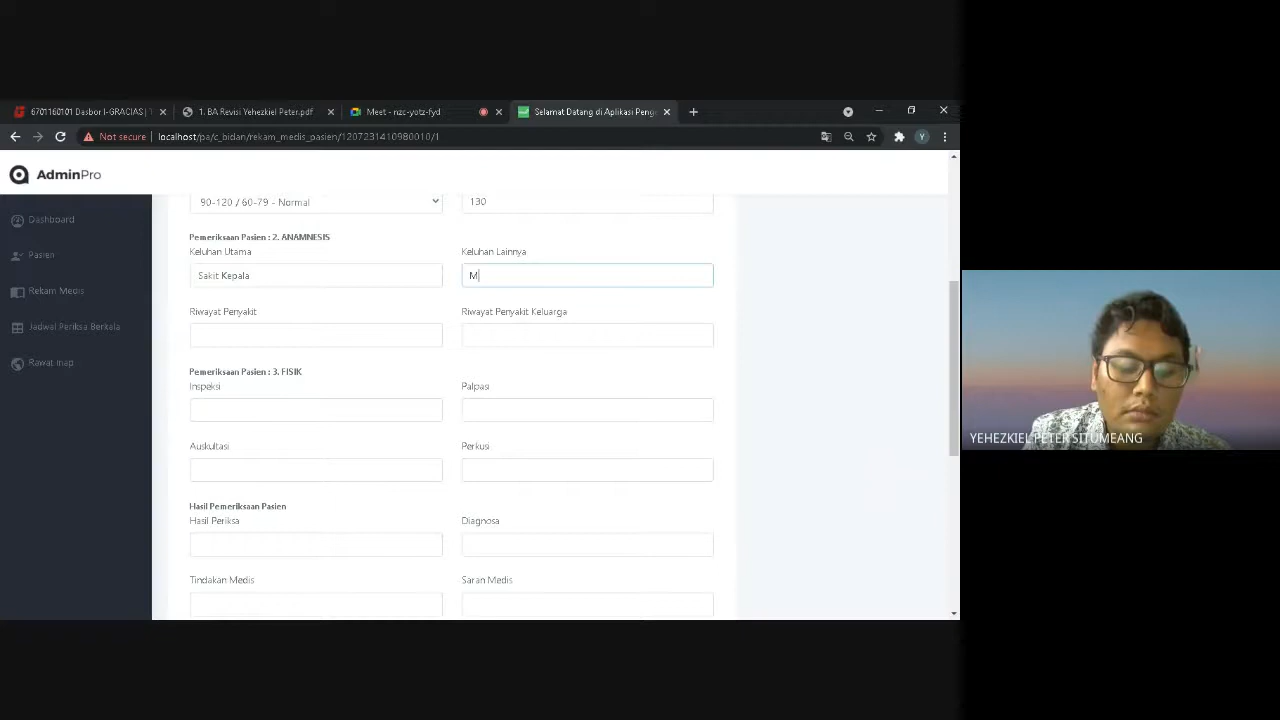 6701160101 Dasbor I-GRACIAS |
1. BA Revisi Yehezkiel Peter.pdf
Meet - nzc-yotz-fyd
Selamat Datang di Aplikasi Peng
Not secure
localhost/pa/c_bidan/rekam_medis_pasien/1207231410980010/1
Y
AdminPro
Dashboard
Pasien
Rekam Medis
Jadwal Periksa Berkala
Rawat Inap
90-120 / 60-79 - Normal
130
Pemeriksaan Pasien : 2. ANAMNESIS
Keluhan Utama
Keluhan Lainnya
Sakit Kepala
M
Riwayat Penyakit
Riwayat Penyakit Keluarga
Pemeriksaan Pasien : 3. FISIK
Inspeksi
Palpasi
Auskultasi
Perkusi
Hasil Pemeriksaan Pasien
Hasil Periksa
Diagnosa
Tindakan Medis
Saran Medis
YEHEZKIEL PETER SITUMEANG